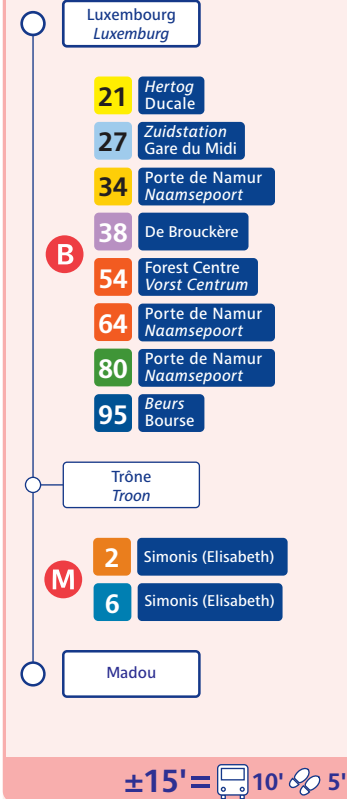 Luxembourg
Luxemburg
21 Hertog
Ducale
27 Zuidstation
Gare du Midi
34 Porte de Namur
Naamsepoort
38 De Brouckère
B
54 Forest Centre
Vorst Centrum
64 Porte de Namur
Naamsepoort
80 Porte de Namur
Naamsepoort
95 Beurs
Bourse
Trône
Troon
M
2 Simonis (Elisabeth)
6 Simonis (Elisabeth)
Madou
±15'= 10' 5'